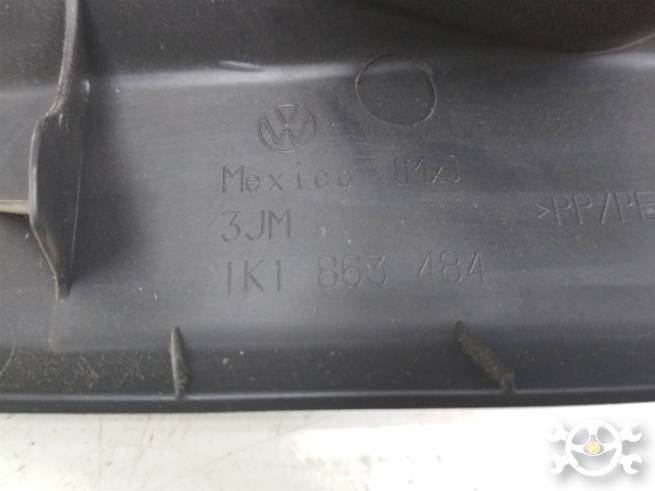 Mexico (Mx)
3JM
>PP/PE
1K1 863 484